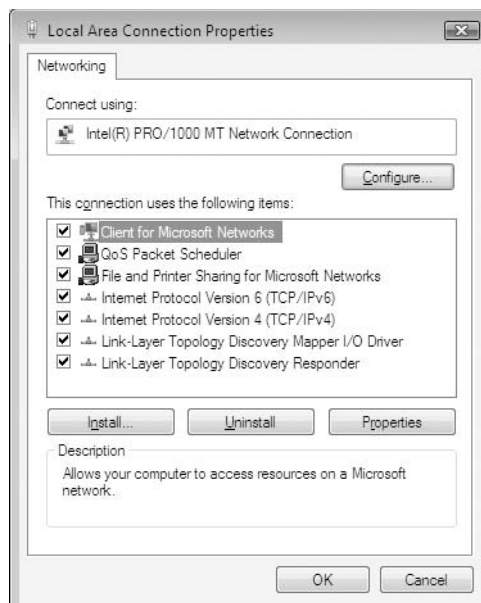 Local Area Connection Properties
Networking
Connect using:
Intel(R) PRO/1000 MT Network Connection
Configure...
This connection uses the following items:
Client for Microsoft Networks
QoS Packet Scheduler
File and Printer Sharing for Microsoft Networks
Internet Protocol Version 6 (TCP/IPv6)
Internet Protocol Version 4 (TCP/IPv4)
Link-Layer Topology Discovery Mapper I/O Driver
Link-Layer Topology Discovery Responder
Install... Uninstall Properties
Description
Allows your computer to access resources on a Microsoft
network.
OK Cancel